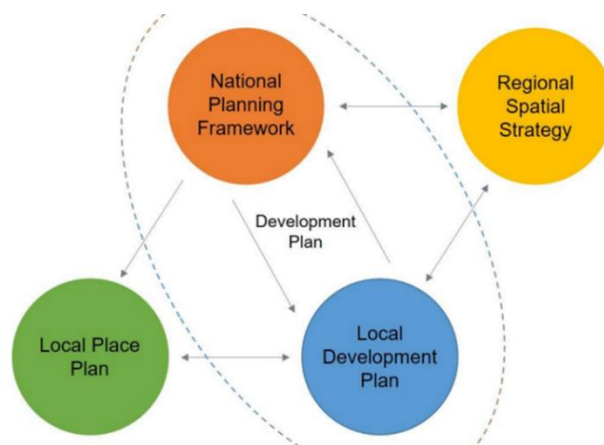 National
Planning
Framework
Regional
Spatial
Strategy
Development
Plan
Local Place
Plan
Local
Development
Plan